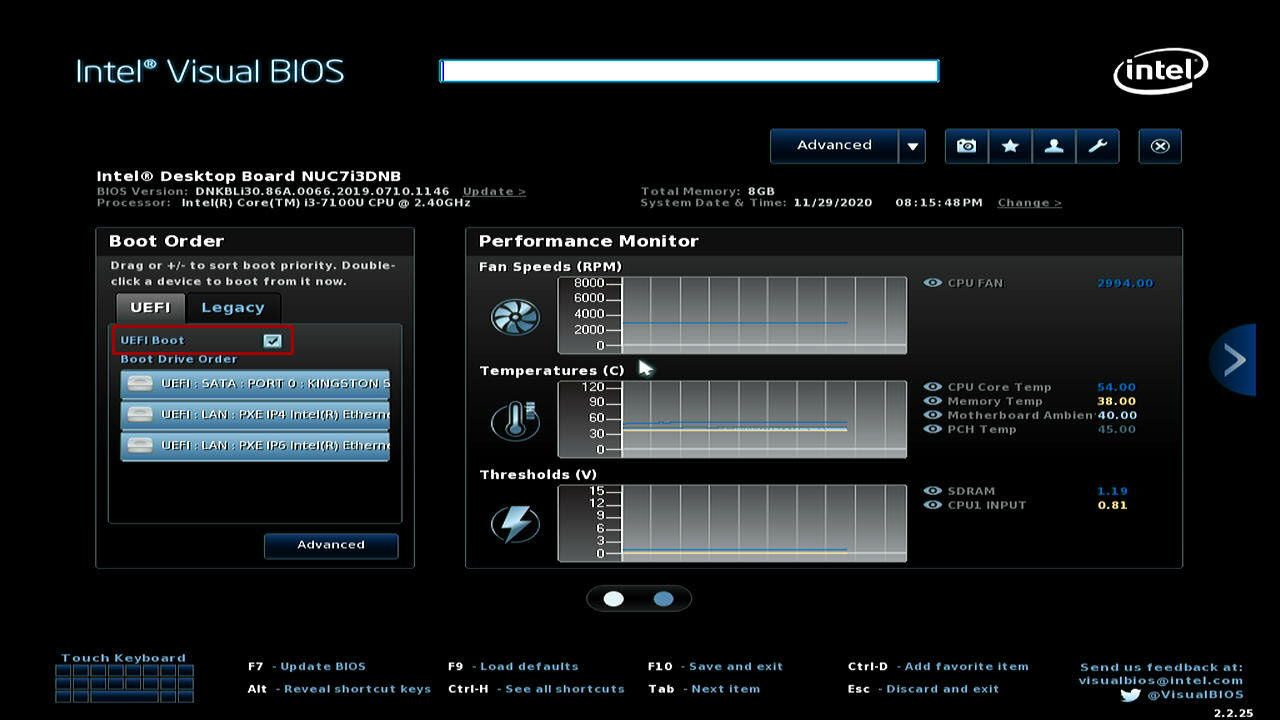 Intel® Visual BIOS
intel
Advanced
Intel® Desktop Board NUC7i3DNB
BIOS Version: DNKBLi30.86A.0066.2019.0710.1146 Update >
Processor: Intel(R) Core(TM) i3-7100U CPU @ 2.40GHz
Total Memory: 8GB
System Date & Time: 11/29/2020 08:15:48PM Change >
Boot Order
Drag or +/- to sort boot priority. Double-
click a device to boot from it now.
UEFI Legacy
UEFI Boot
Boot Drive Order
UEFI : SATA : PORT 0 : KINGSTON S
UEFI : LAN : PXE IP4 Intel(R) Ethern
UEFI : LAN : PXE IP6 Intel(R) Ethern
Advanced
Performance Monitor
Fan Speeds (RPM)
8000
6000
4000
2000
0
CPU FAN 2994.00
Temperatures (C)
120
90
60
30
0
CPU Core Temp 54.00
Memory Temp 38.00
Motherboard Ambien 40.00
PCH Temp 45.00
Thresholds (V)
15
12
9
6
3
0
SDRAM 1.19
CPU1 INPUT 0.81
Touch Keyboard
F7 - Update BIOS
F9 - Load defaults
F10 - Save and exit
Ctrl-D - Add favorite item
Alt - Reveal shortcut keys
Ctrl-H - See all shortcuts
Tab - Next item
Esc - Discard and exit
Send us feedback at:
visualbios@intel.com
@VisualBIOS
2.2.25